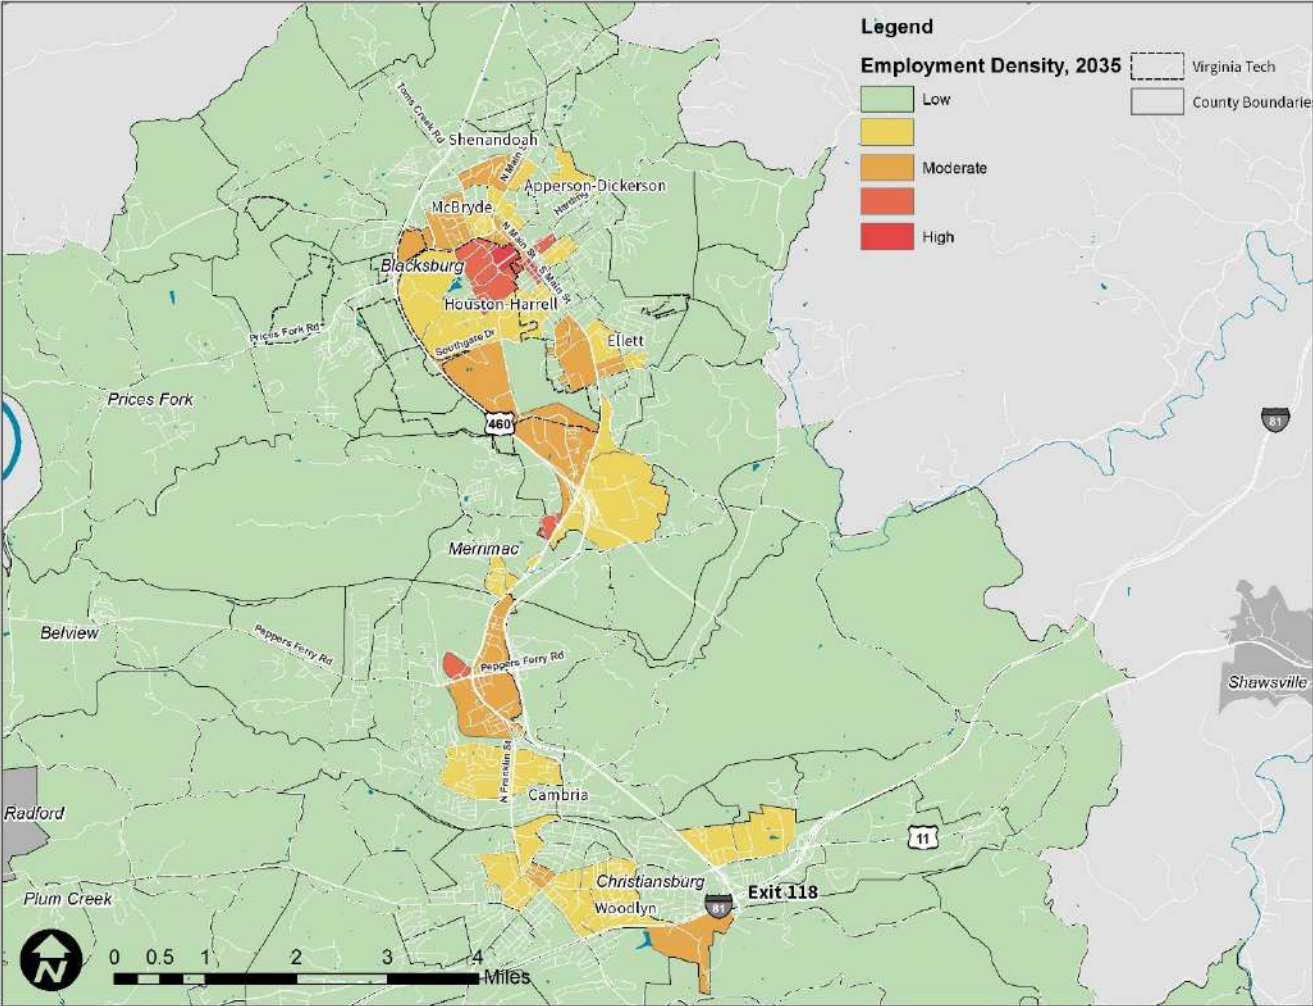 Legend
Employment Density, 2035
Virginia Tech
Low
County Boundarie
Moderate
High
Toms Creek Rd
Shenandoah
N Main
Apperson-Dickerson
McBryde
Harding
N Main St
Blacksburg
S Main St
Houston-Harrell
Prices Fork Rd
Southgate Dr
Ellett
Prices Fork
460
81
Merrimac
Belview
Peppers Ferry Rd
Peppers Ferry Rd
Shawsville
N Franklin St
Cambria
Radford
11
Christiansburg
Exit 118
Plum Creek
Woodlyn
81
N
0 0.5 1 2 3 4
Miles